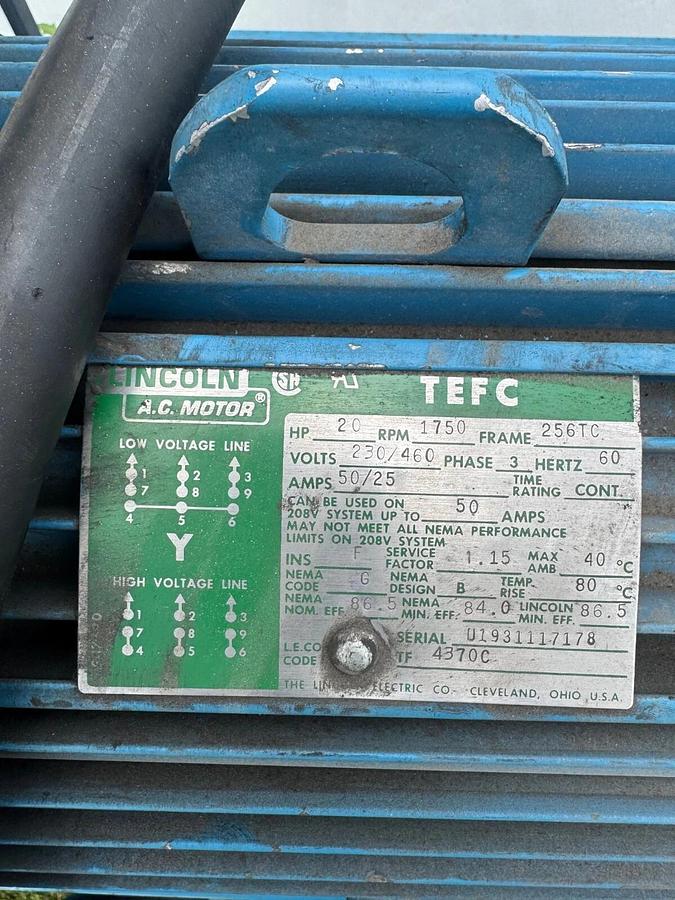 LINCOLN
A.C. MOTOR®
SA
TEFC
LOW VOLTAGE LINE
1 2 3
7 8 9
4 5 6
Y
HIGH VOLTAGE LINE
1 2 3
7 8 9
4 5 6
HP 20 RPM 1750 FRAME 256TC
VOLTS 230/460 PHASE 3 HERTZ 60
AMPS 50/25 TIME RATING CONT.
CAN BE USED ON
208V SYSTEM UP TO 50 AMPS
MAY NOT MEET ALL NEMA PERFORMANCE
LIMITS ON 208V SYSTEM
INS F SERVICE FACTOR 1.15 MAX AMB 40 °C
NEMA CODE G NEMA DESIGN B TEMP. RISE 80 °C
NEMA NOM. EFF. 86.5 NEMA MIN. EFF. 84.0 LINCOLN MIN. EFF. 86.5
SERIAL U1931117178
L.E.CO CODE TF 4370C
THE ELECTRIC CO. CLEVELAND, OHIO U.S.A.